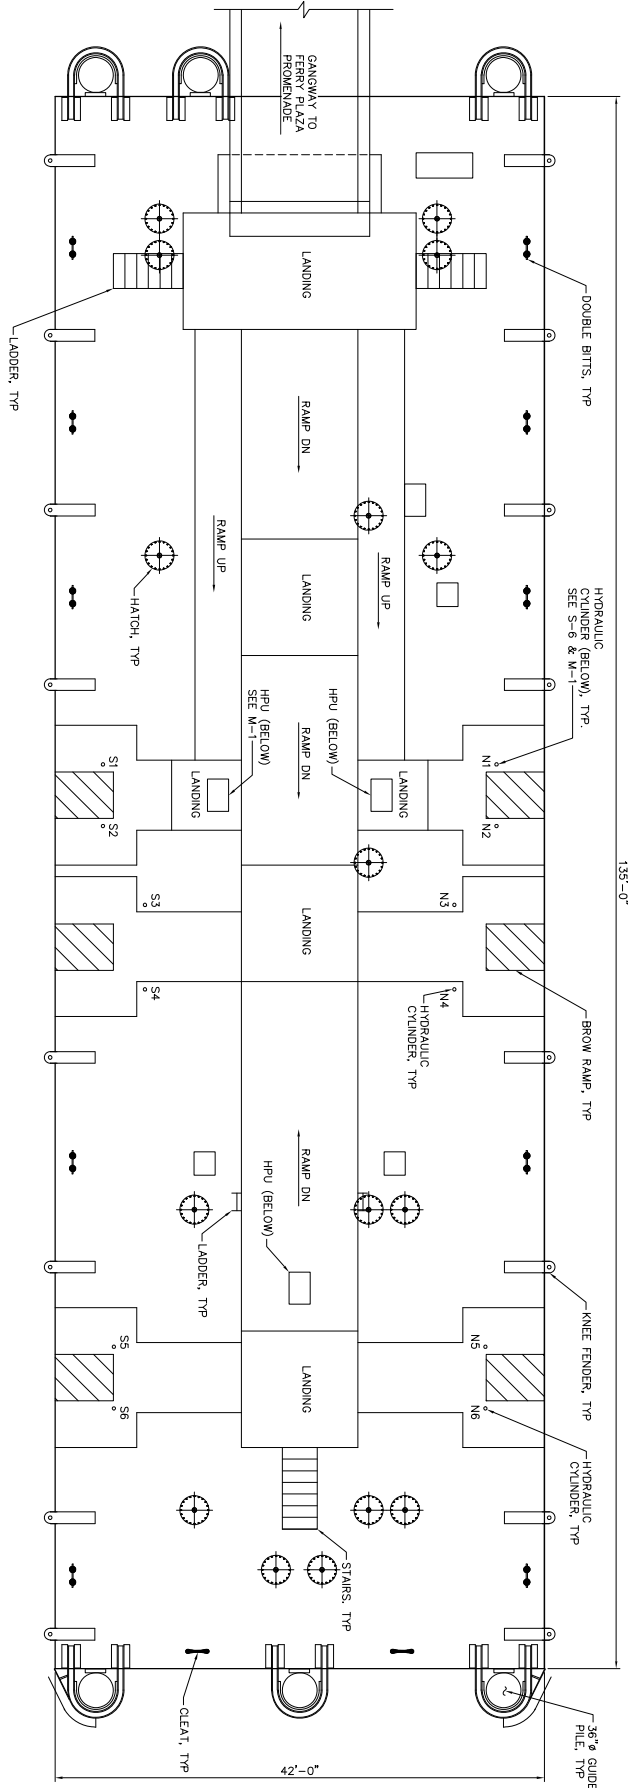 GANGWAY TO
FERRY PLAZA
PROMENADE
LANDING
DOUBLE BITTS, TYP
LADDER, TYP
RAMP DN
RAMP UP
RAMP UP
HATCH, TYP
LANDING
HYDRAULIC
CYLINDER (BELOW), TYP.
SEE S-6 & M-1
HPU (BELOW)
SEE M-1
HPU (BELOW)
RAMP DN
N1
N2
S1
S2
LANDING
LANDING
135'-0"
N3
N4
S3
S4
LANDING
HYDRAULIC
CYLINDER, TYP
BROW RAMP, TYP
RAMP DN
HPU (BELOW)
LADDER, TYP
KNEE FENDER, TYP
N5
N6
S5
S6
LANDING
HYDRAULIC
CYLINDER, TYP
STAIRS, TYP
CLEAT, TYP
36"ø GUIDE
PILE, TYP
42'-0"